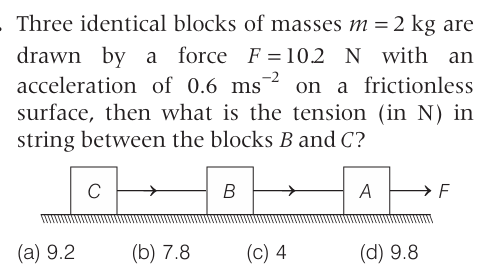 Three identical blocks of masses m = 2 kg are
drawn by a force F = 10.2 N with an
acceleration of 0.6 ms⁻² on a frictionless
surface, then what is the tension (in N) in
string between the blocks B and C?
C B A F
(a) 9.2 (b) 7.8 (c) 4 (d) 9.8